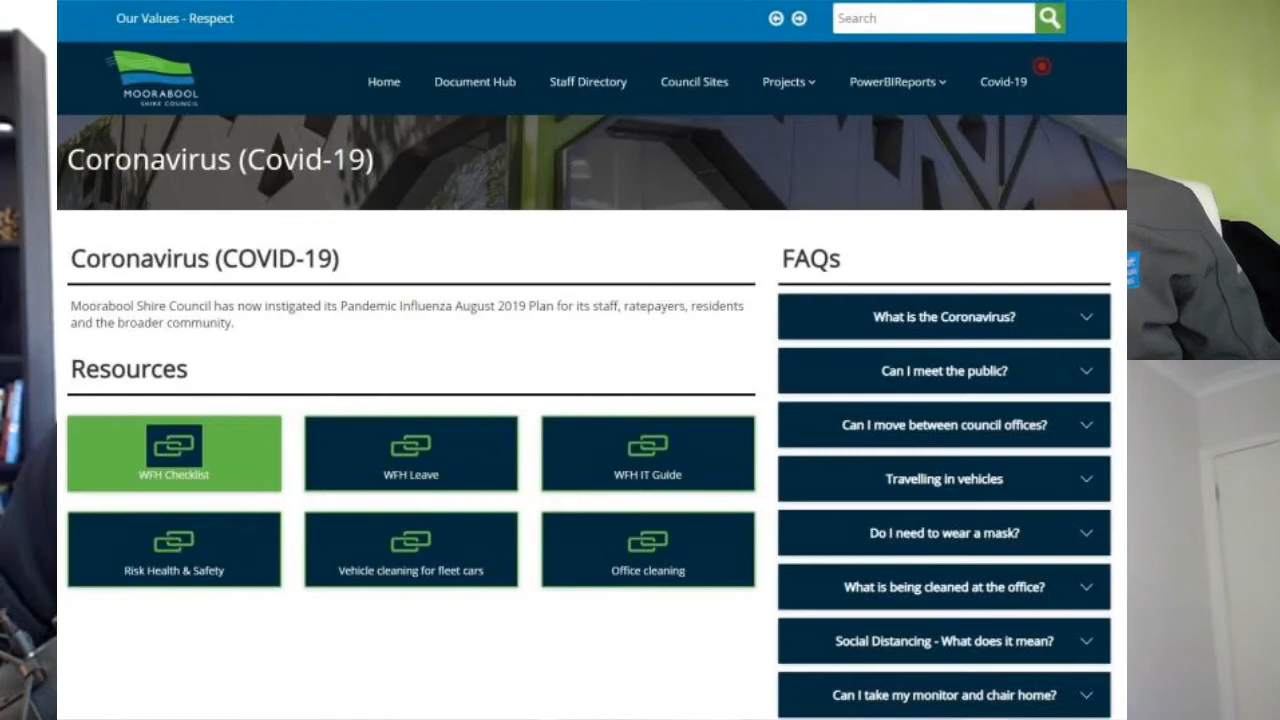 Our Values - Respect
Search
MOORABOOL
SHIRE COUNCIL
Home
Document Hub
Staff Directory
Council Sites
Projects
PowerBIReports
Covid-19
Coronavirus (Covid-19)
Coronavirus (COVID-19)
Moorabool Shire Council has now instigated its Pandemic Influenza August 2019 Plan for its staff, ratepayers, residents
and the broader community.
Resources
WFH Checklist
WFH Leave
WFH IT Guide
Risk Health & Safety
Vehicle cleaning for fleet cars
Office cleaning
FAQs
What is the Coronavirus?
Can I meet the public?
Can I move between council offices?
Travelling in vehicles
Do I need to wear a mask?
What is being cleaned at the office?
Social Distancing - What does it mean?
Can I take my monitor and chair home?